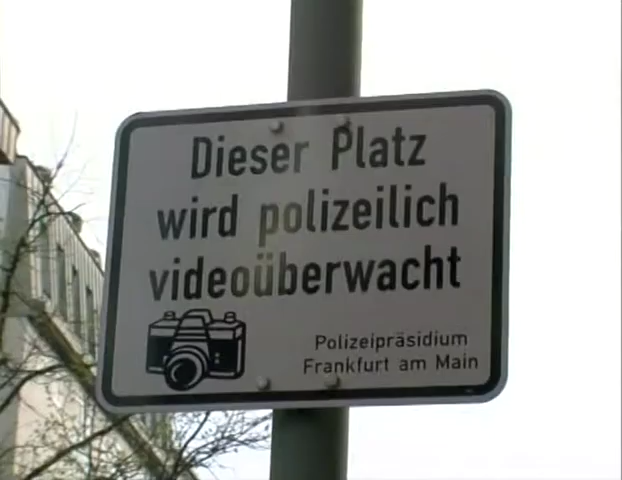 Dieser Platz
wird polizeilich
videoüberwacht
Polizeipräsidium
Frankfurt am Main